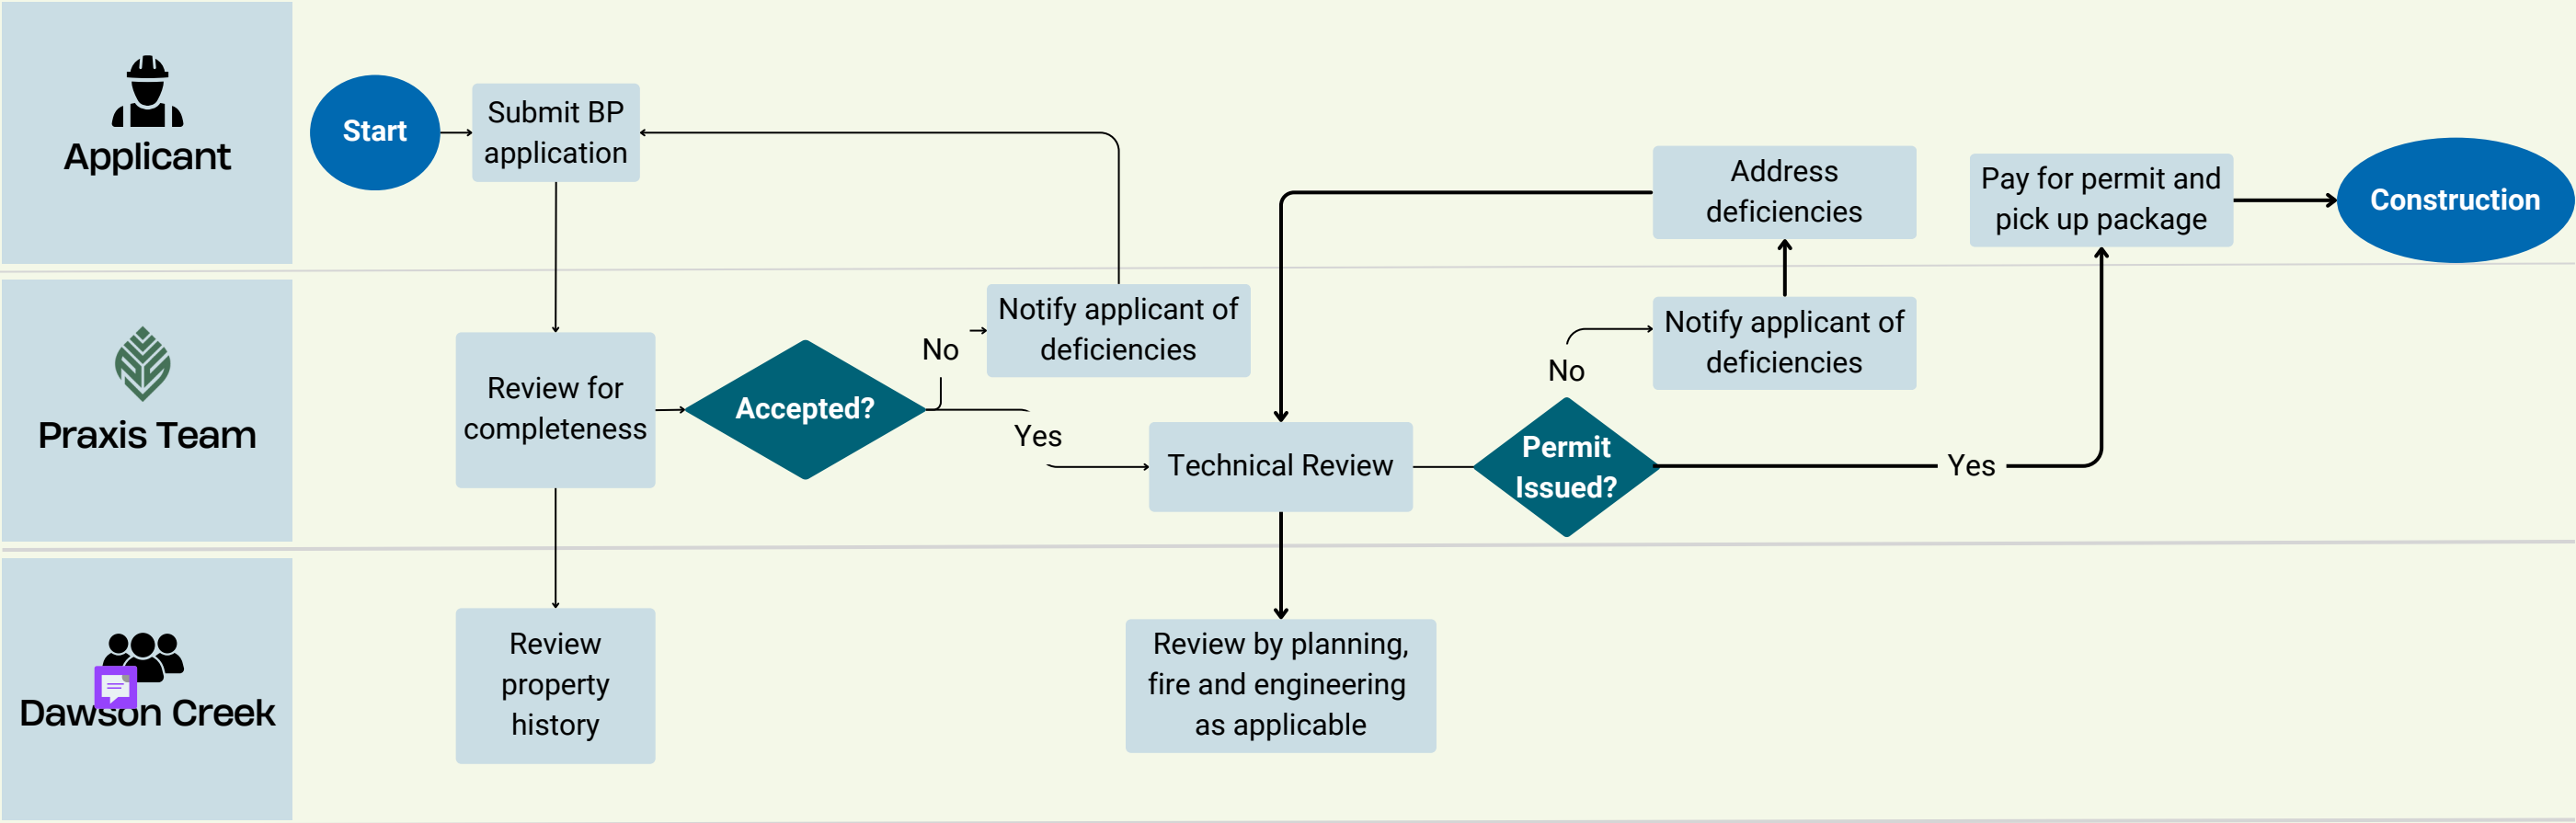 Applicant
Start
Submit BP
application
Address
deficiencies
Pay for permit and
pick up package
Construction
Praxis Team
Review for
completeness
Accepted?
No
Notify applicant of
deficiencies
Yes
Technical Review
Permit
Issued?
No
Notify applicant of
deficiencies
Yes
Dawson Creek
Review
property
history
Review by planning,
fire and engineering
as applicable